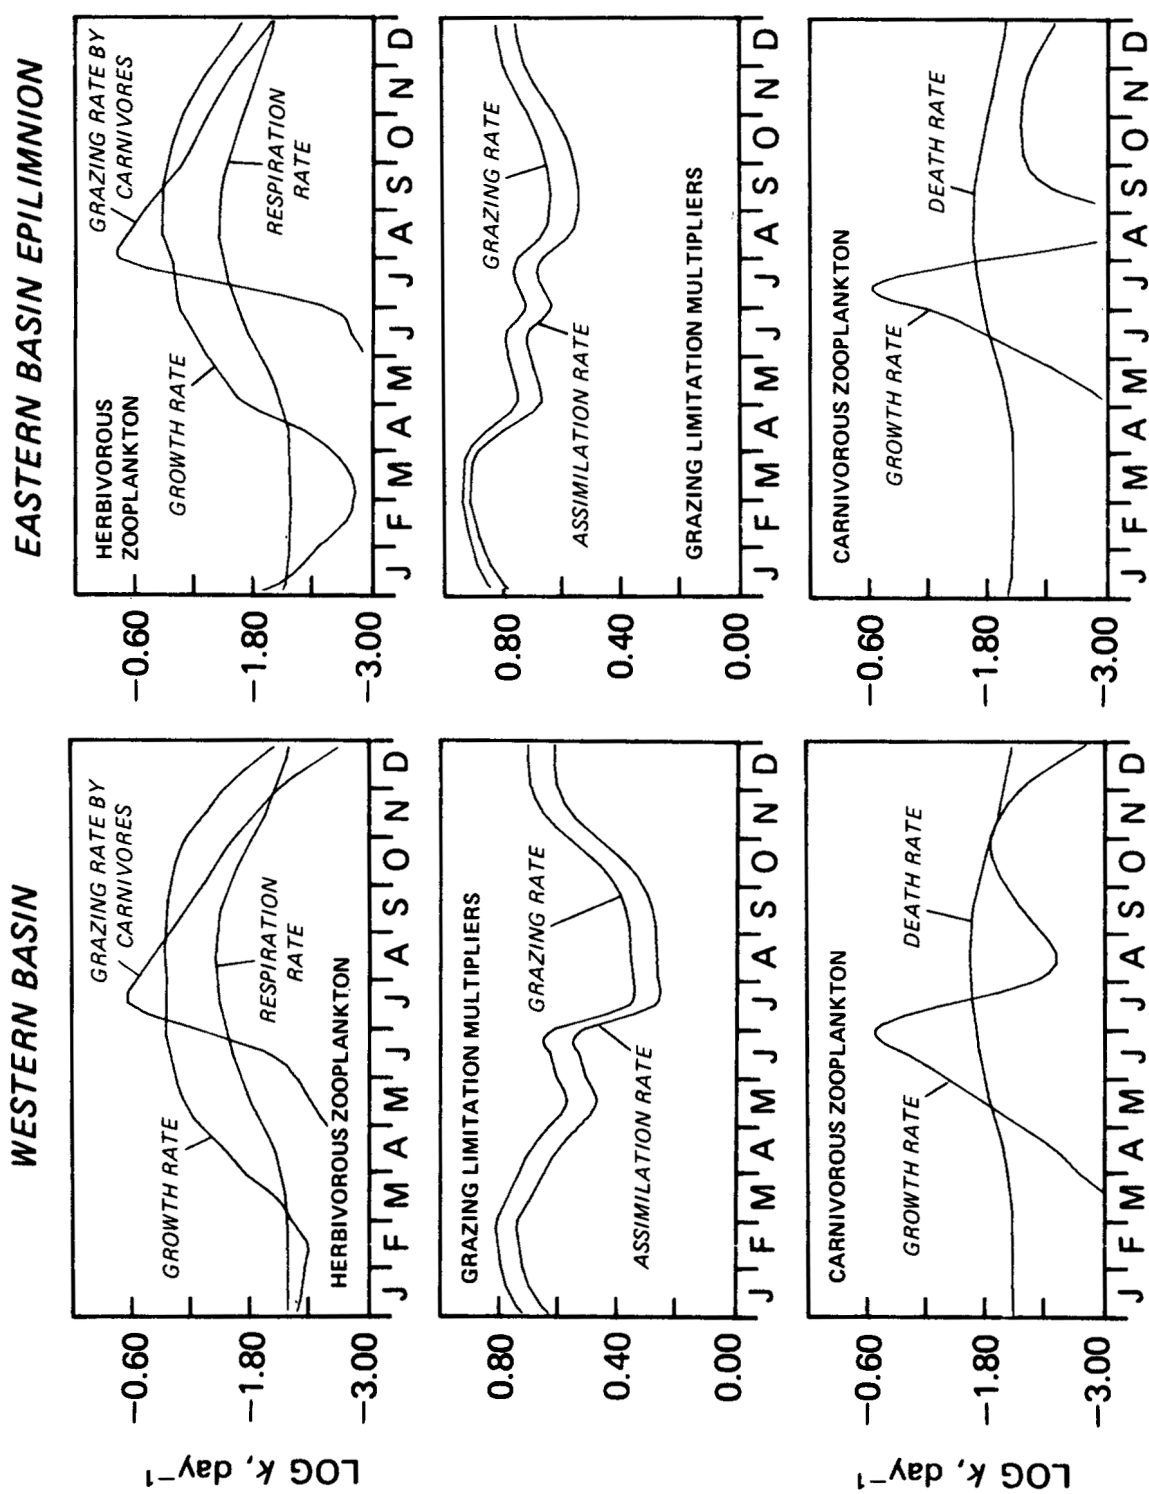 WESTERN BASIN
EASTERN BASIN EPILIMNION
LOG k, day⁻¹
−0.60
−1.80
−3.00
GRAZING RATE BY
CARNIVORES
GROWTH RATE
RESPIRATION
RATE
HERBIVOROUS ZOOPLANKTON
J F M A M J J A S O N D
−0.60
−1.80
−3.00
HERBIVOROUS
ZOOPLANKTON
GRAZING RATE BY
CARNIVORES
GROWTH RATE
RESPIRATION
RATE
J F M A M J J A S O N D
0.80
0.40
0.00
GRAZING LIMITATION MULTIPLIERS
GRAZING RATE
ASSIMILATION RATE
J F M A M J J A S O N D
0.80
0.40
0.00
GRAZING RATE
ASSIMILATION RATE
GRAZING LIMITATION MULTIPLIERS
J F M A M J J A S O N D
LOG k, day⁻¹
−0.60
−1.80
−3.00
CARNIVOROUS ZOOPLANKTON
GROWTH RATE
DEATH RATE
J F M A M J J A S O N D
−0.60
−1.80
−3.00
CARNIVOROUS ZOOPLANKTON
GROWTH RATE
DEATH RATE
J F M A M J J A S O N D